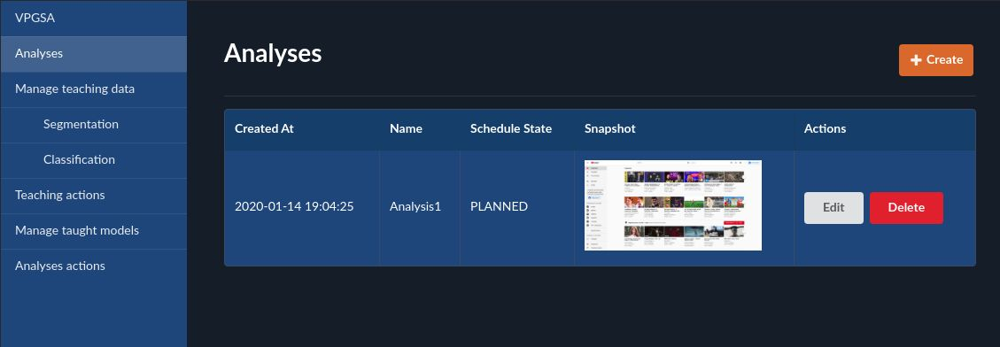 VPGSA
Analyses
Manage teaching data
Segmentation
Classification
Teaching actions
Manage taught models
Analyses actions
Analyses
Create
Created At Name Schedule State Snapshot Actions
2020-01-14 19:04:25 Analysis1 PLANNED Edit Delete